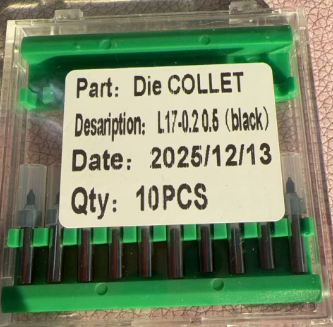 Part: Die COLLET
Desaription: L17-0.2 0.5 (black)
Date: 2025/12/13
Qty: 10PCS